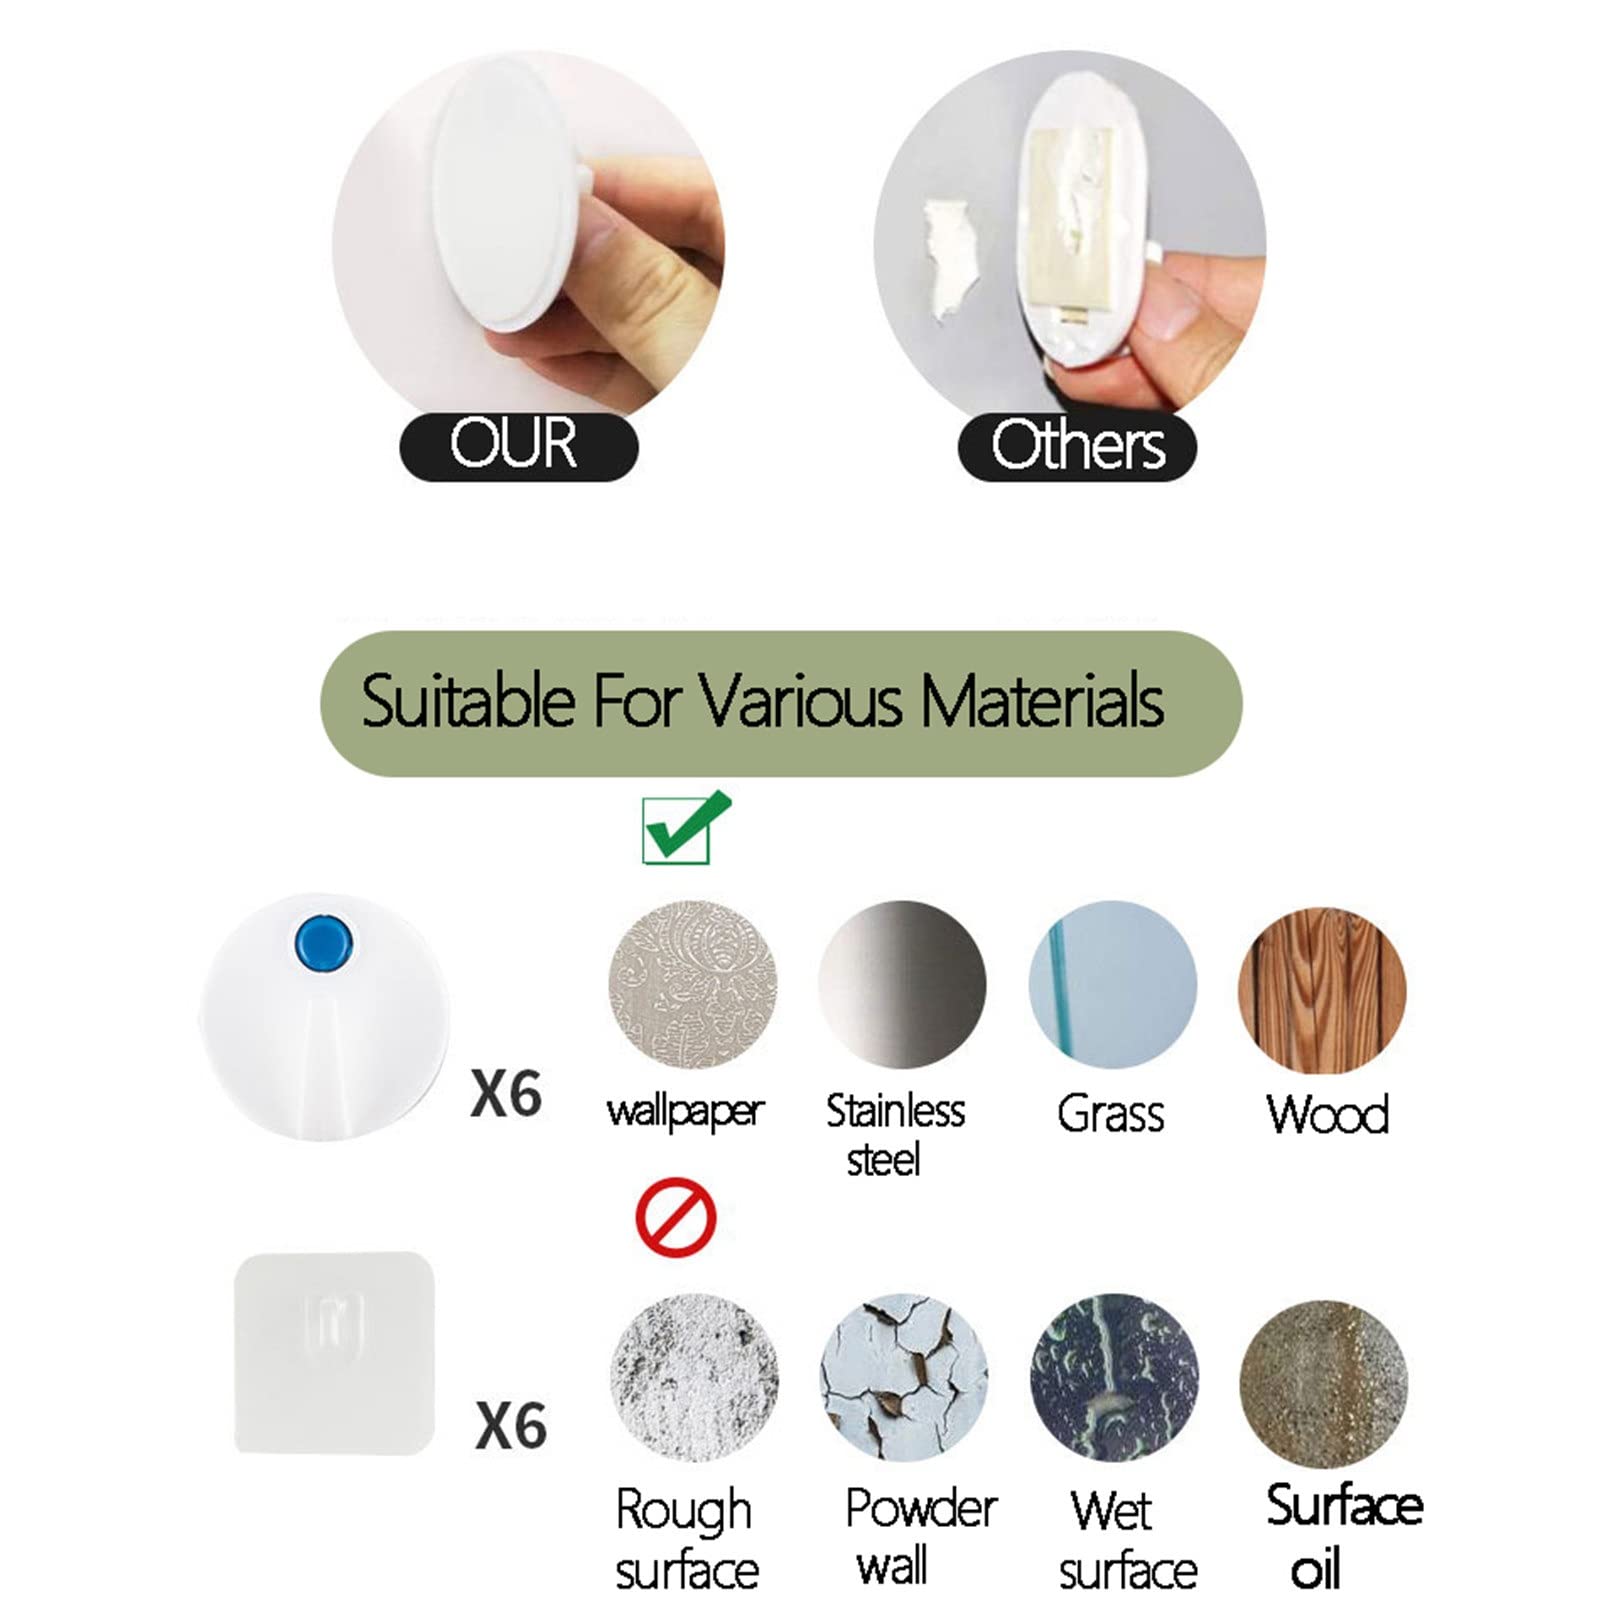 OUR
Others
Suitable For Various Materials
X6
wallpaper
Stainless
steel
Grass
Wood
X6
Rough
surface
Powder
wall
Wet
surface
Surface
oil